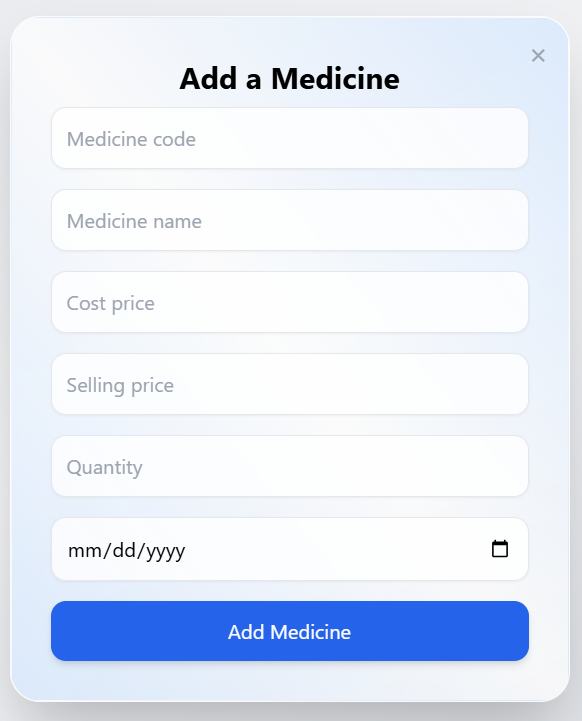 Add a Medicine
Medicine code
Medicine name
Cost price
Selling price
Quantity
mm/dd/yyyy
Add Medicine